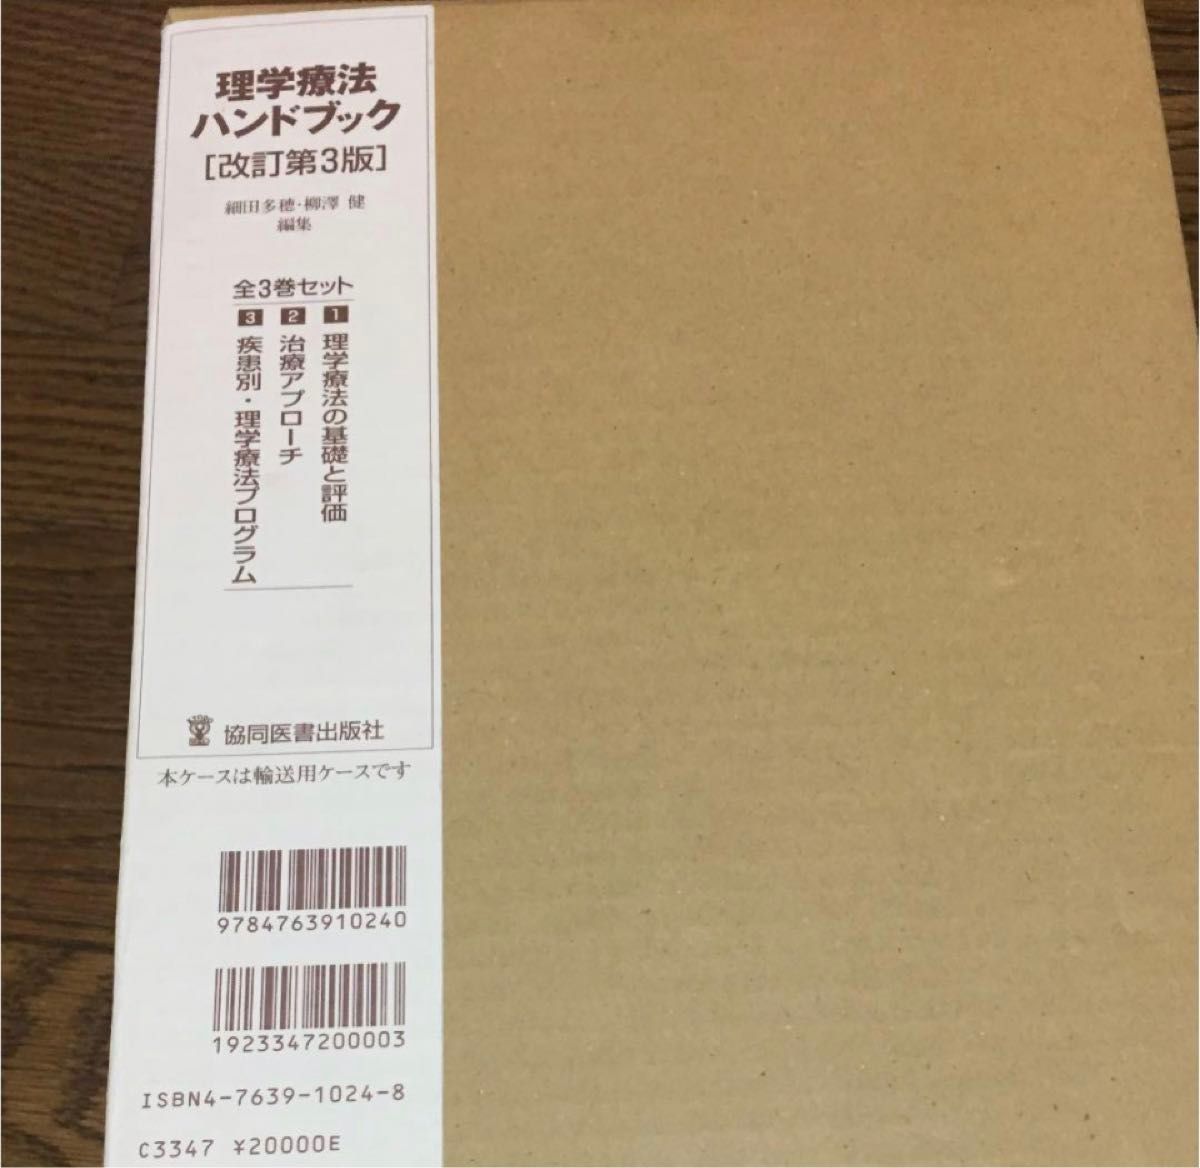 理学療法
ハンドブック
[改訂第3版]
細田多穂・柳澤 健
編集
全3巻セット
1 理学療法の基礎と評価
2 治療アプローチ
3 疾患別・理学療法プログラム
協同医書出版社
本ケースは輸送用ケースです
9784763910240
1923347200003
ISBN4-7639-1024-8
C3347 ¥20000E